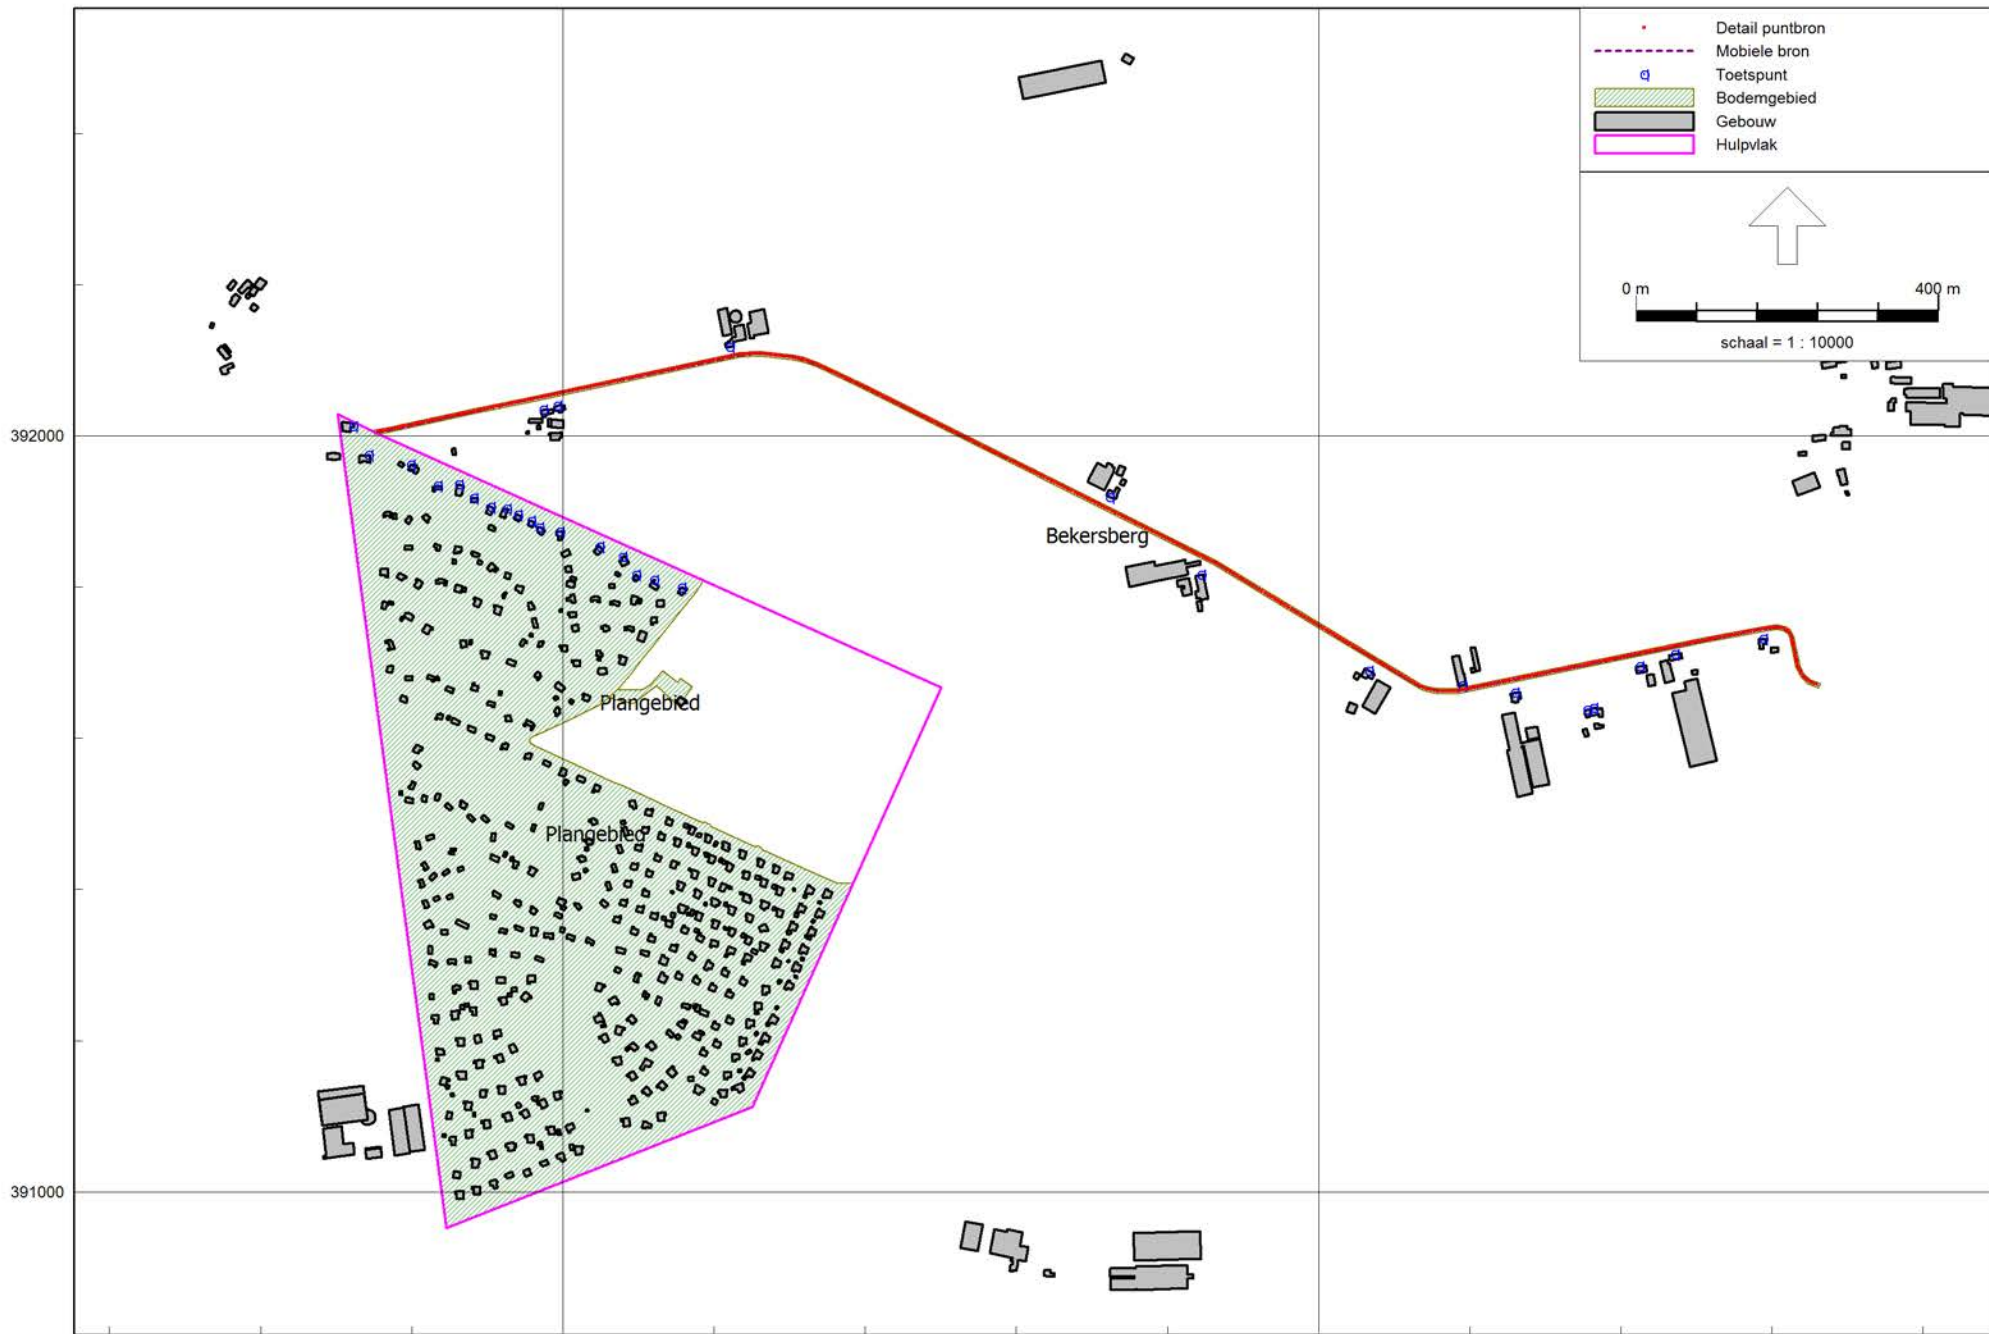 Detail puntbron
Mobiele bron
Toetspunt
Bodemgebied
Gebouw
Hulpvlak
0 m 400 m
schaal = 1 : 10000
392000
Bekersberg
Plangebied
Plangebied
391000